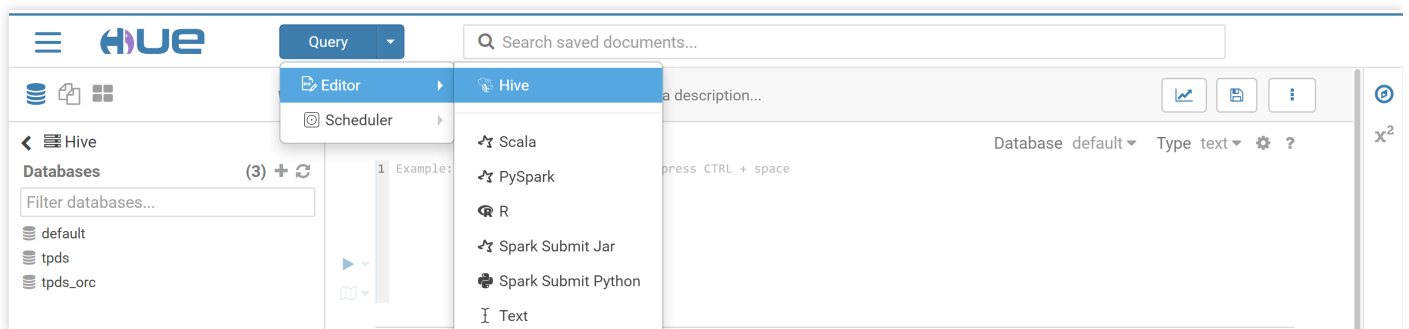 HUE
Query
Search saved documents...
Editor
Hive
a description...
Scheduler
Hive
Scala
Database default
Type text
?
x²
Databases
(3)
1
Example:
press CTRL + space
PySpark
Filter databases...
R
default
Spark Submit Jar
tpds
tpds_orc
Spark Submit Python
Text